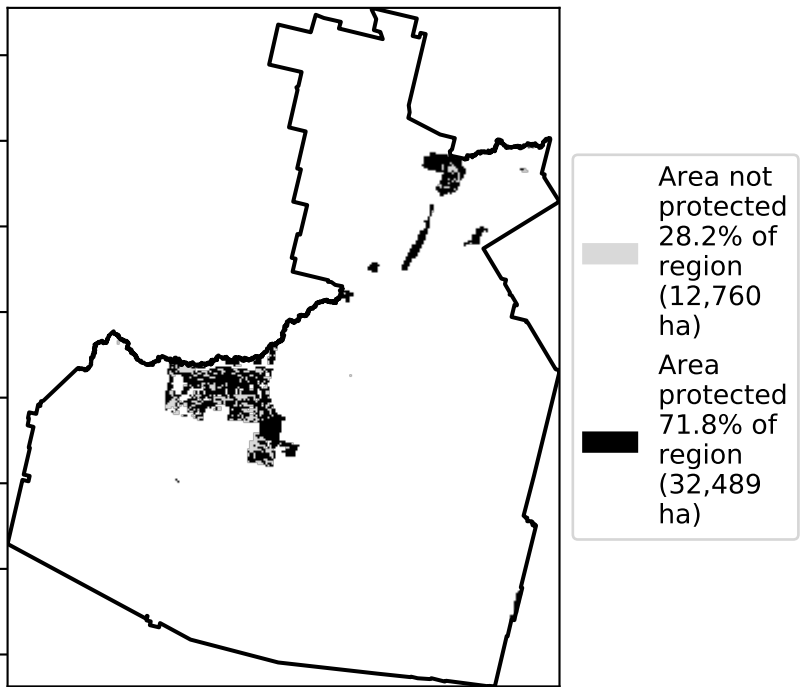 Area not
protected
28.2% of
region
(12,760
ha)
Area
protected
71.8% of
region
(32,489
ha)